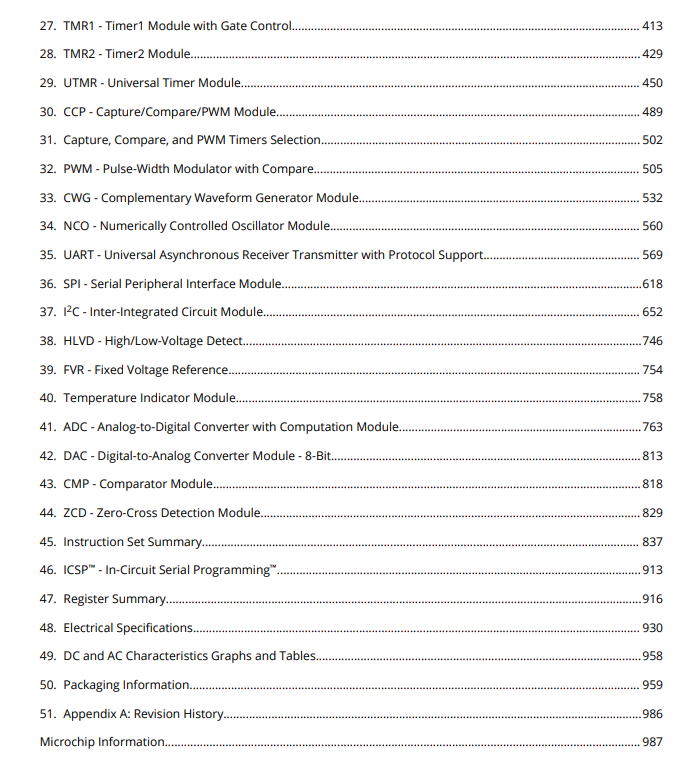 27. TMR1 - Timer1 Module with Gate Control.......... 413
28. TMR2 - Timer2 Module.......... 429
29. UTMR - Universal Timer Module.......... 450
30. CCP - Capture/Compare/PWM Module.......... 489
31. Capture, Compare, and PWM Timers Selection.......... 502
32. PWM - Pulse-Width Modulator with Compare.......... 505
33. CWG - Complementary Waveform Generator Module.......... 532
34. NCO - Numerically Controlled Oscillator Module.......... 560
35. UART - Universal Asynchronous Receiver Transmitter with Protocol Support.......... 569
36. SPI - Serial Peripheral Interface Module.......... 618
37. I²C - Inter-Integrated Circuit Module.......... 652
38. HLVD - High/Low-Voltage Detect.......... 746
39. FVR - Fixed Voltage Reference.......... 754
40. Temperature Indicator Module.......... 758
41. ADC - Analog-to-Digital Converter with Computation Module.......... 763
42. DAC - Digital-to-Analog Converter Module - 8-Bit.......... 813
43. CMP - Comparator Module.......... 818
44. ZCD - Zero-Cross Detection Module.......... 829
45. Instruction Set Summary.......... 837
46. ICSP™ - In-Circuit Serial Programming™.......... 913
47. Register Summary.......... 916
48. Electrical Specifications.......... 930
49. DC and AC Characteristics Graphs and Tables.......... 958
50. Packaging Information.......... 959
51. Appendix A: Revision History.......... 986
Microchip Information.......... 987